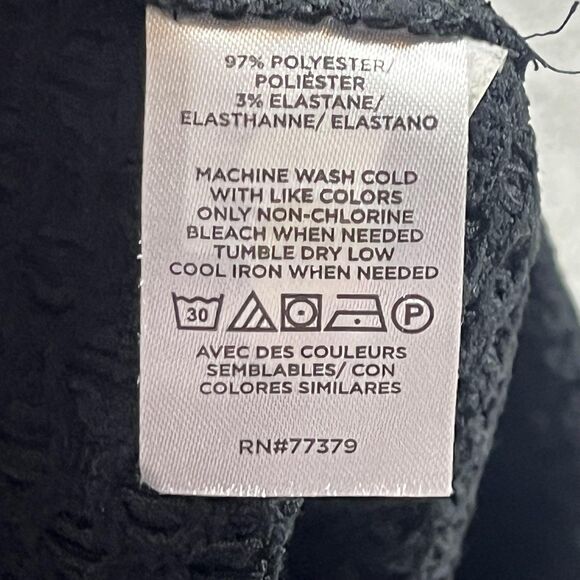 97% POLYESTER/
POLIÉSTER
3% ELASTANE/
ELASTHANNE/ ELASTANO
MACHINE WASH COLD
WITH LIKE COLORS
ONLY NON-CHLORINE
BLEACH WHEN NEEDED
TUMBLE DRY LOW
COOL IRON WHEN NEEDED
30 P
AVEC DES COULEURS
SEMBLABLES/ CON
COLORES SIMILARES
RN#77379